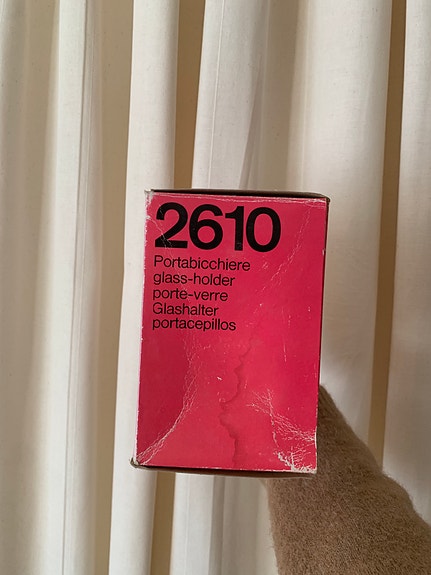 2610
Portabicchiere
glass-holder
porte-verre
Glashalter
portacepillos